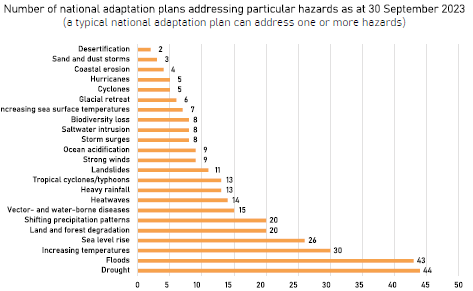 Number of national adaptation plans addressing particular hazards as at 30 September 2023
(a typical national adaptation plan can address one or more hazards)
Desertification 2
Sand and dust storms 3
Coastal erosion 4
Hurricanes 5
Cyclones 5
Glacial retreat 6
ncreasing sea surface temperatures 7
Biodiversity loss 8
Saltwater intrusion 8
Storm surges 8
Ocean acidification 9
Strong winds 9
Landslides 11
Tropical cyclones/typhoons 13
Heavy rainfall 13
Heatwaves 14
Vector- and water-borne diseases 15
Shifting precipitation patterns 20
Land and forest degradation 20
Sea level rise 26
Increasing temperatures 30
Floods 43
Drought 44
0 5 10 15 20 25 30 35 40 45 50